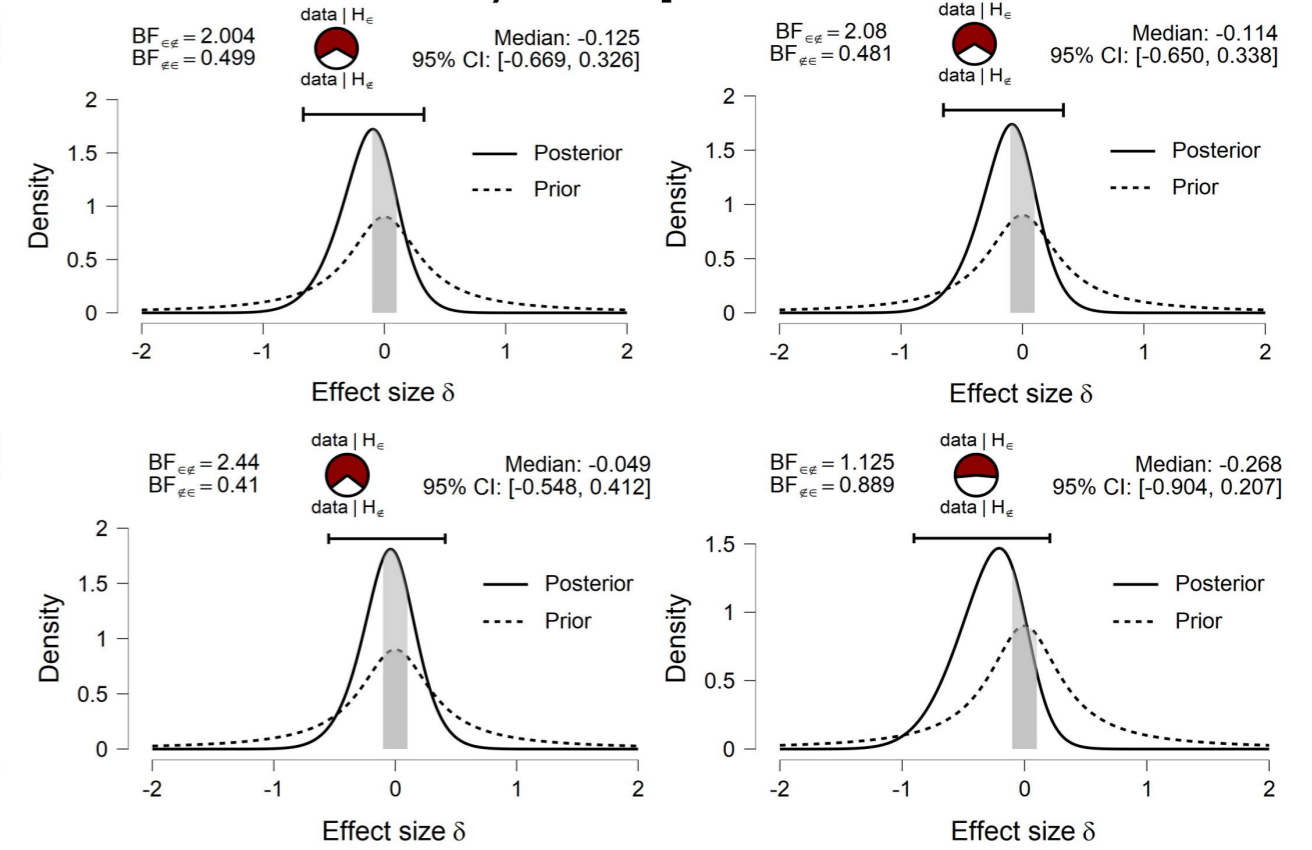 data | H∈
BF∈∉ = 2.004
BF∉∈ = 0.499
data | H∉
Median: -0.125
95% CI: [-0.669, 0.326]
2
1.5
1
0.5
0
Density
Posterior
Prior
-2 -1 0 1 2
Effect size δ
data | H∈
BF∈∉ = 2.08
BF∉∈ = 0.481
data | H∉
Median: -0.114
95% CI: [-0.650, 0.338]
2
1.5
1
0.5
0
Density
Posterior
Prior
-2 -1 0 1 2
Effect size δ
data | H∈
BF∈∉ = 2.44
BF∉∈ = 0.41
data | H∉
Median: -0.049
95% CI: [-0.548, 0.412]
2
1.5
1
0.5
0
Density
Posterior
Prior
-2 -1 0 1 2
Effect size δ
data | H∈
BF∈∉ = 1.125
BF∉∈ = 0.889
data | H∉
Median: -0.268
95% CI: [-0.904, 0.207]
1.5
1
0.5
0
Density
Posterior
Prior
-2 -1 0 1 2
Effect size δ